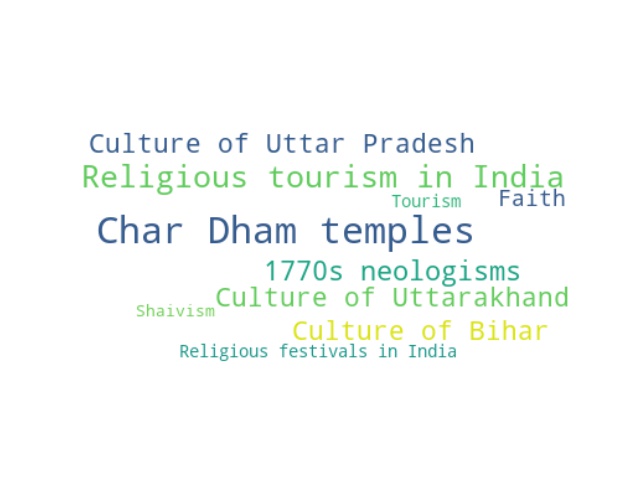 Culture of Uttar Pradesh
Religious tourism in India
Tourism
Faith
Char Dham temples
1770s neologisms
Culture of Uttarakhand
Shaivism
Culture of Bihar
Religious festivals in India